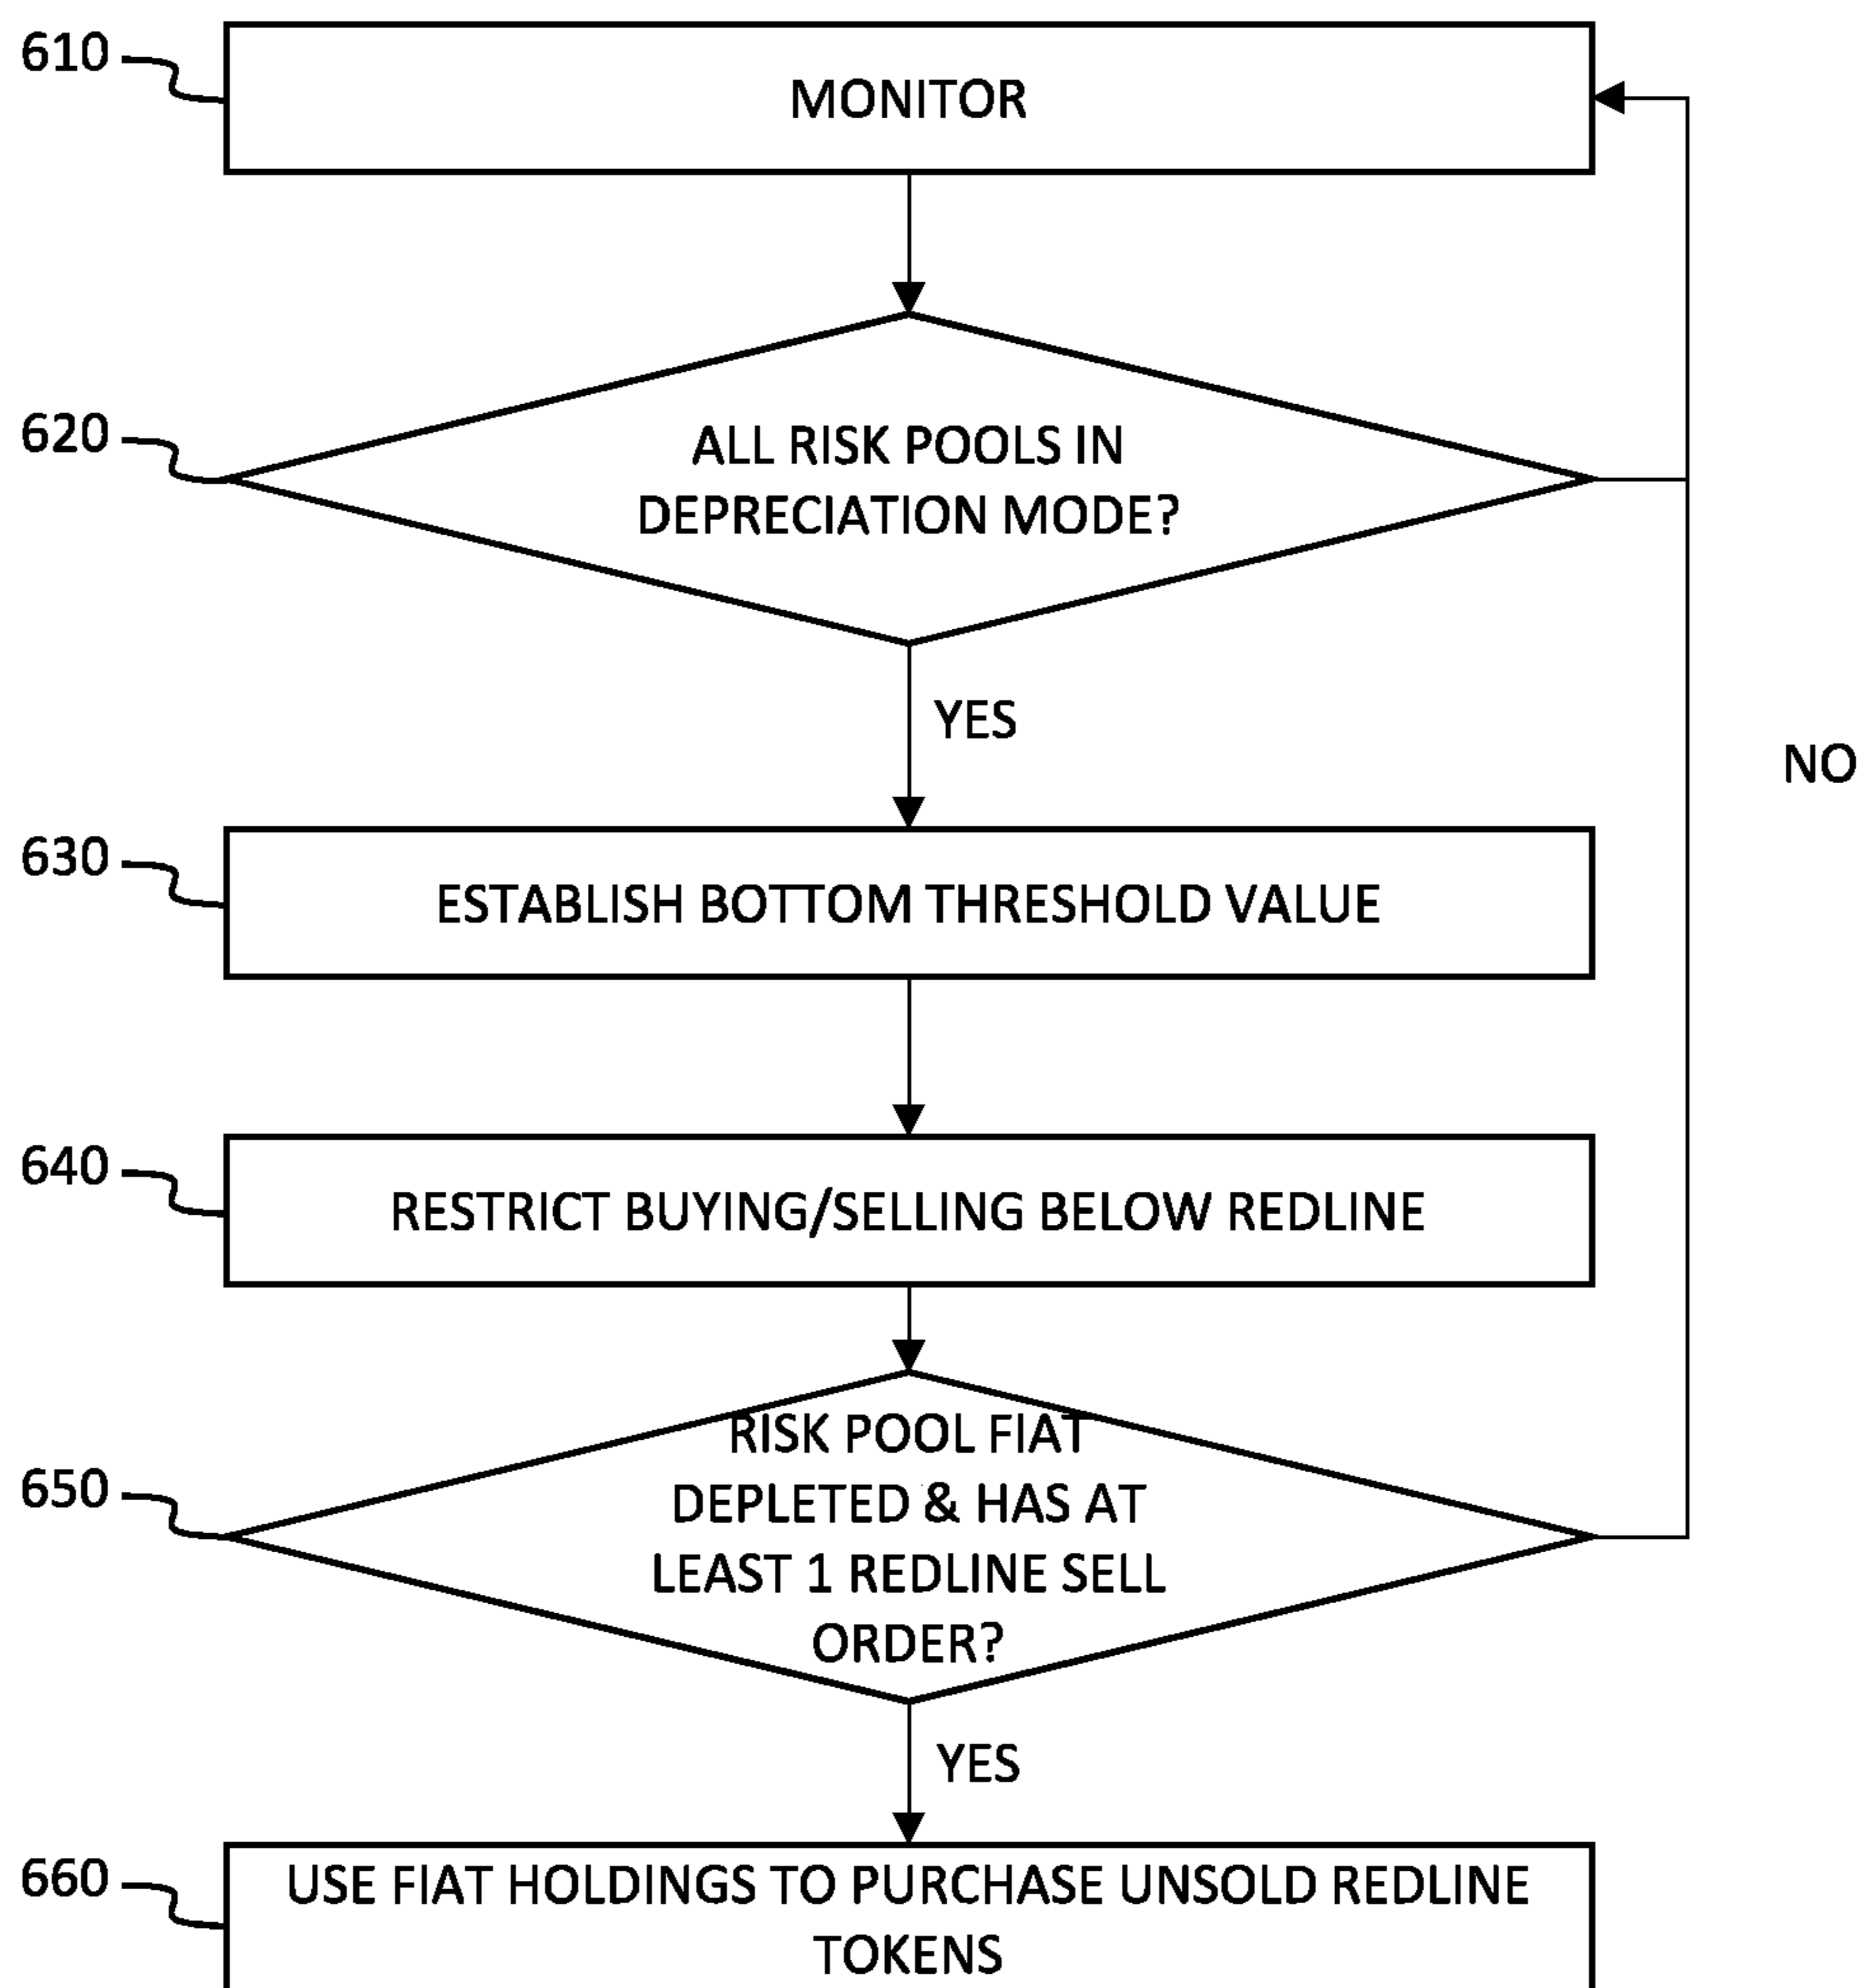 610
MONITOR
620
ALL RISK POOLS IN
DEPRECIATION MODE?
YES
NO
630
ESTABLISH BOTTOM THRESHOLD VALUE
640
RESTRICT BUYING/SELLING BELOW REDLINE
650
RISK POOL FIAT
DEPLETED & HAS AT
LEAST 1 REDLINE SELL
ORDER?
YES
660
USE FIAT HOLDINGS TO PURCHASE UNSOLD REDLINE
TOKENS